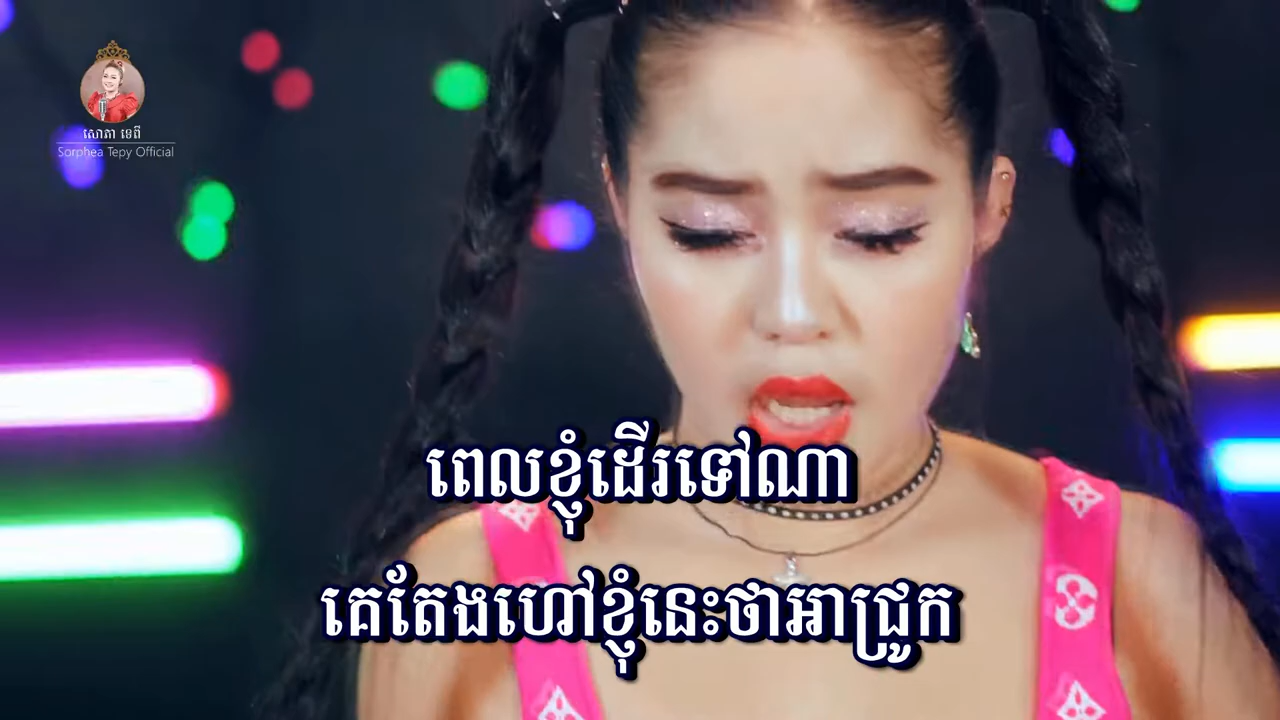 សោភា ទេពី
Sorphea Tepy Official
ពេលខ្ញុំដើរទៅណា
គេតែងហៅខ្ញុំនេះថាអាជ្រូក